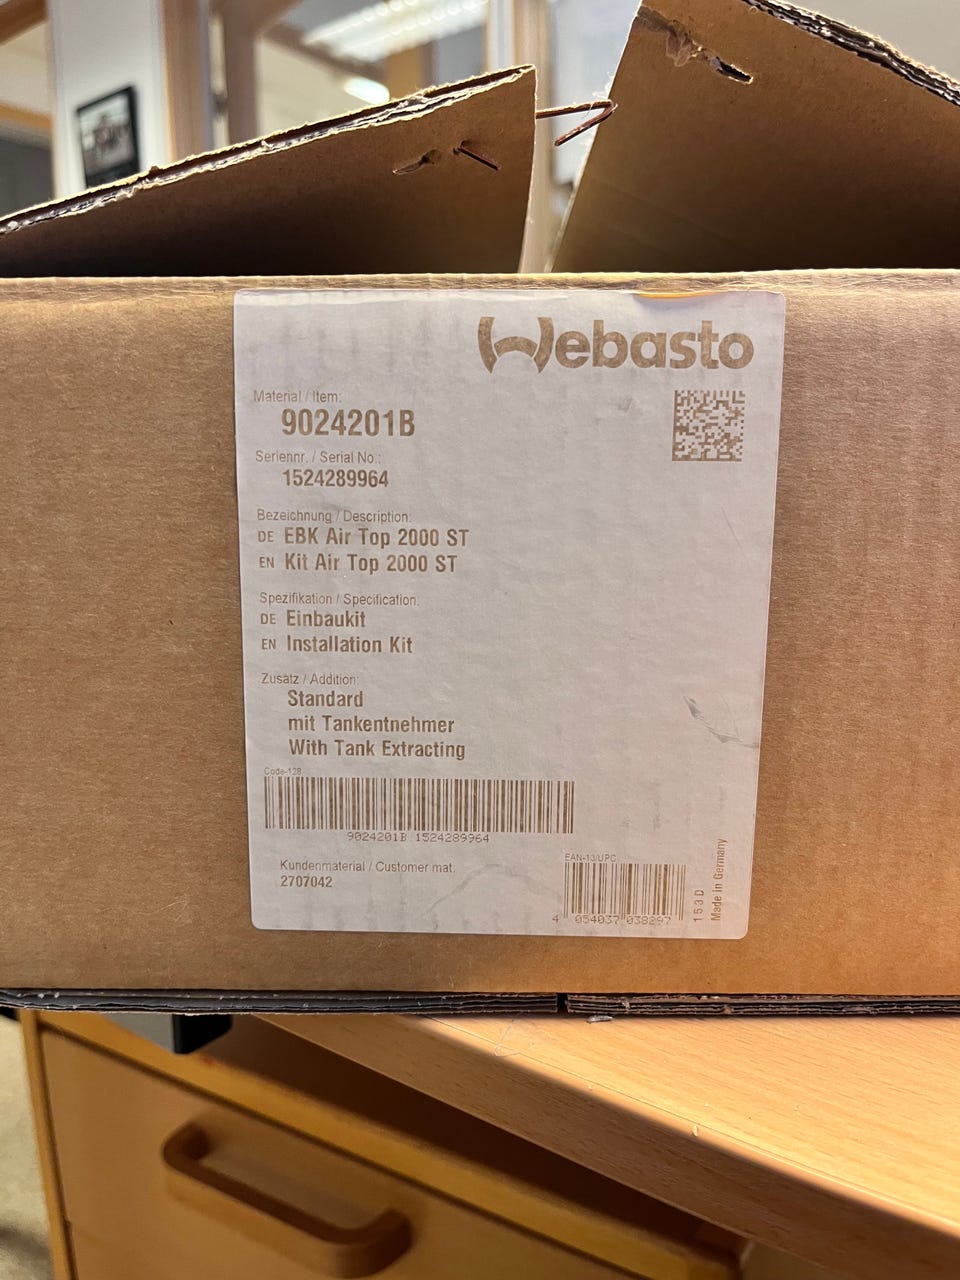 Webasto
Material / Item:
9024201B
Seriennr. / Serial No.:
1524289964
Bezeichnung / Description:
DE EBK Air Top 2000 ST
EN Kit Air Top 2000 ST
Spezifikation / Specification:
DE Einbaukit
EN Installation Kit
Zusatz / Addition:
Standard
mit Tankentnehmer
With Tank Extracting
Code-128
9024201B 1524289964
Kundenmaterial / Customer mat:
2707042
EAN-13/UPC
4 054037 038297
153D
Made in Germany